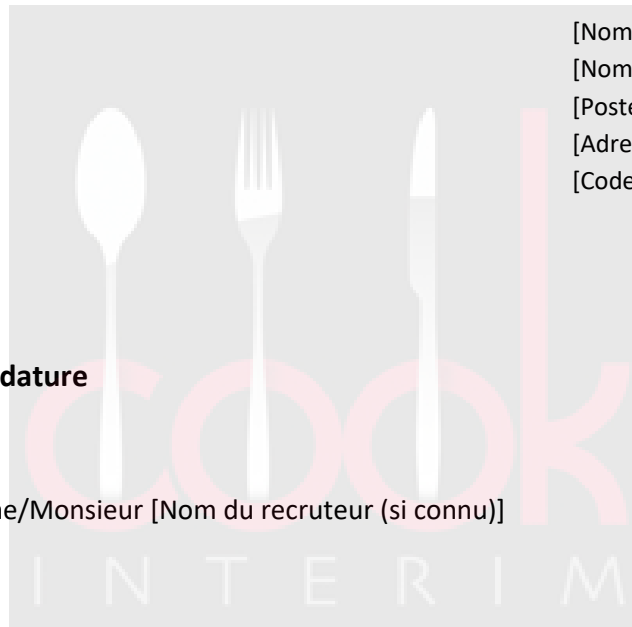 [Nom
[Nom
[Poste
[Adre
[Code
dature
e/Monsieur [Nom du recruteur (si connu)]
cook
INTERIM